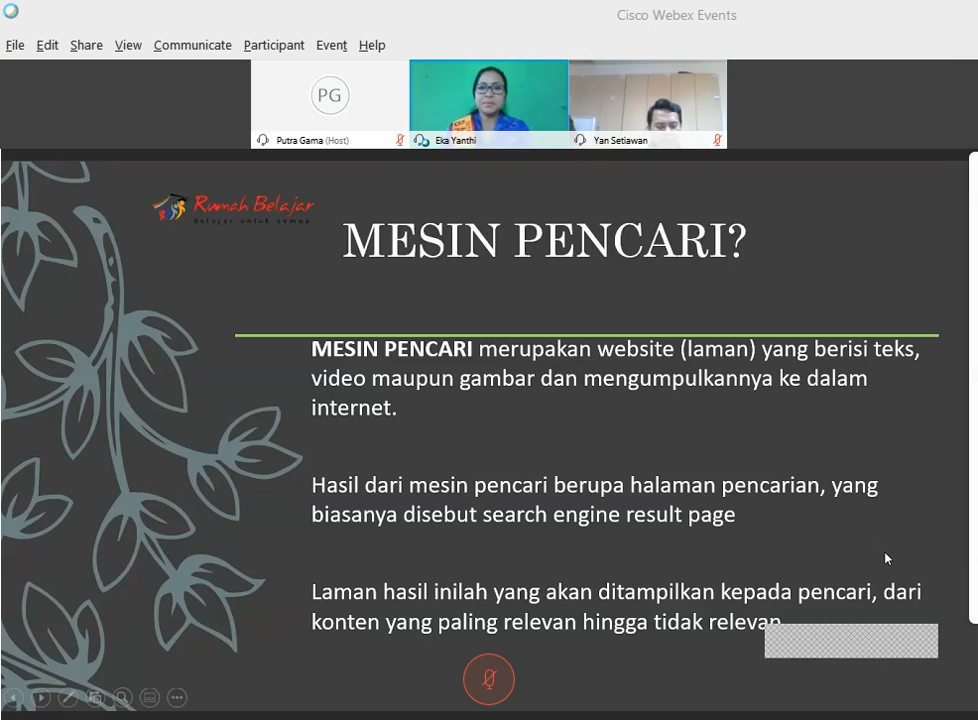 Cisco Webex Events
File Edit Share View Communicate Participant Event Help
PG
Putra Gama (Host) Eka Yanthi Yan Setiawan
Rumah Belajar
Belajar untuk semua
MESIN PENCARI?
MESIN PENCARI merupakan website (laman) yang berisi teks,
video maupun gambar dan mengumpulkannya ke dalam
internet.
Hasil dari mesin pencari berupa halaman pencarian, yang
biasanya disebut search engine result page
Laman hasil inilah yang akan ditampilkan kepada pencari, dari
konten yang paling relevan hingga tidak relevan